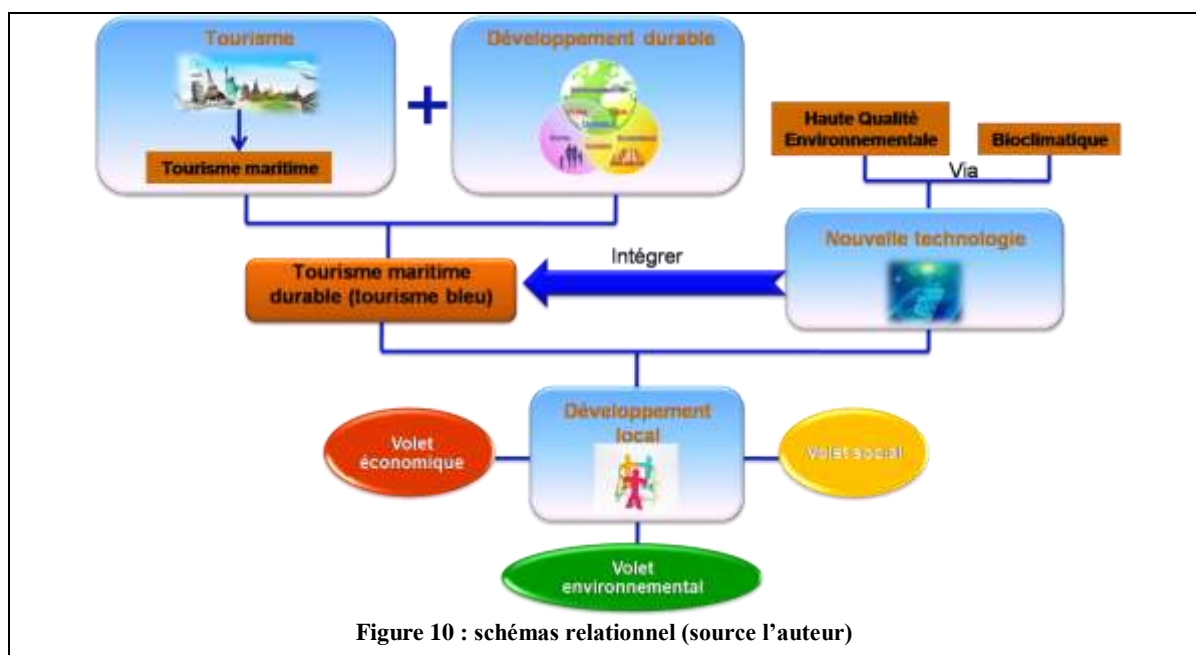 Tourisme
Tourisme maritime
+
Développement durable
Haute Qualité
Environnementale
Bioclimatique
Via
Nouvelle technologie
Intégrer
Tourisme maritime
durable (tourisme bleu)
Développement
local
Volet
économique
Volet social
Volet
environnemental
Figure 10 : schémas relationnel (source l’auteur)